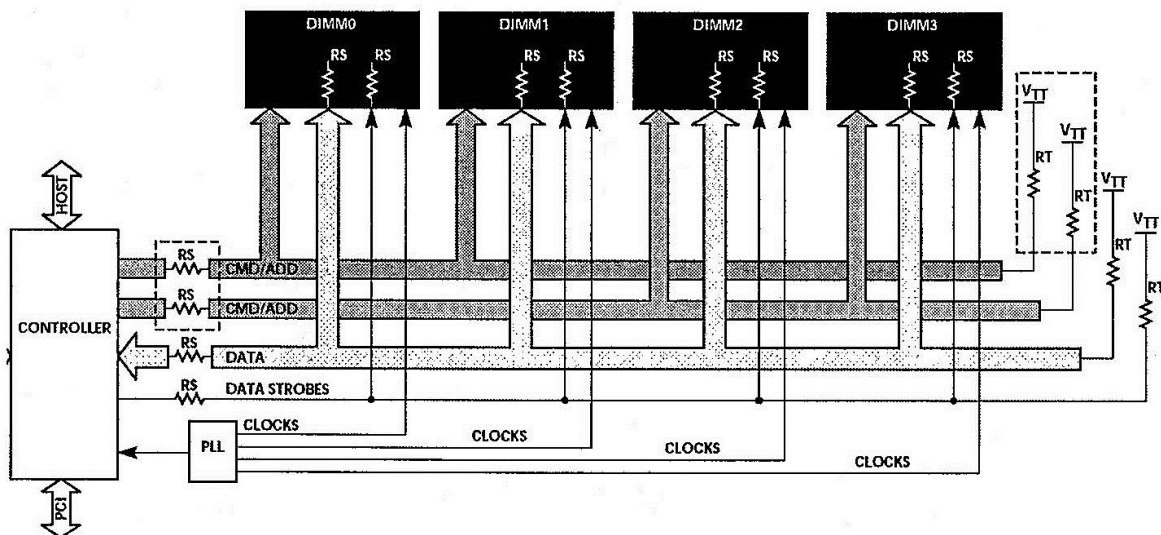 DIMM0
DIMM1
DIMM2
DIMM3
RS
RS
RS
RS
RS
RS
RS
RS
VTT
VTT
RT
RT
VTT
VTT
RT
RT
HOST
RS
CMD/ADD
RS
CMD/ADD
CONTROLLER
RS
DATA
RS
DATA STROBES
CLOCKS
CLOCKS
CLOCKS
CLOCKS
PLL
PCI